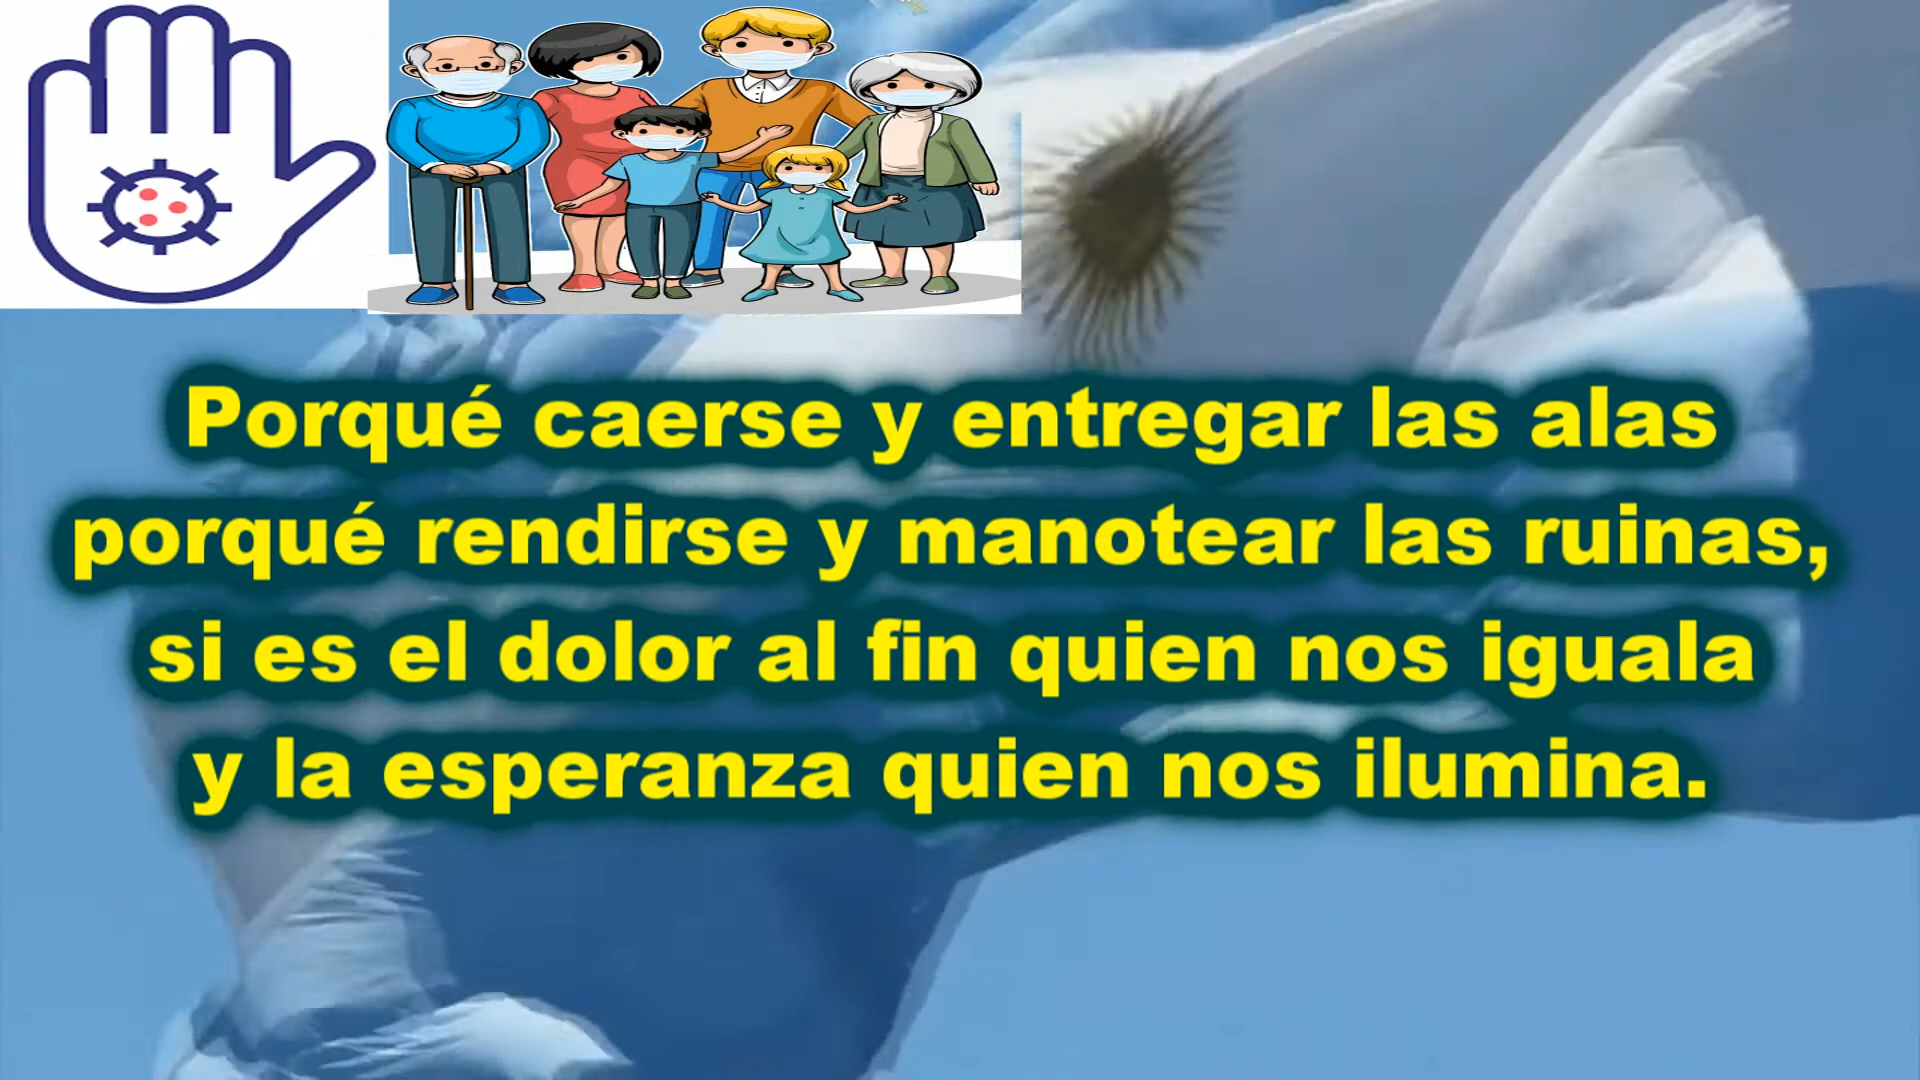 Porqué caerse y entregar las alas
porqué rendirse y manotear las ruinas,
si es el dolor al fin quien nos iguala
y la esperanza quien nos ilumina.